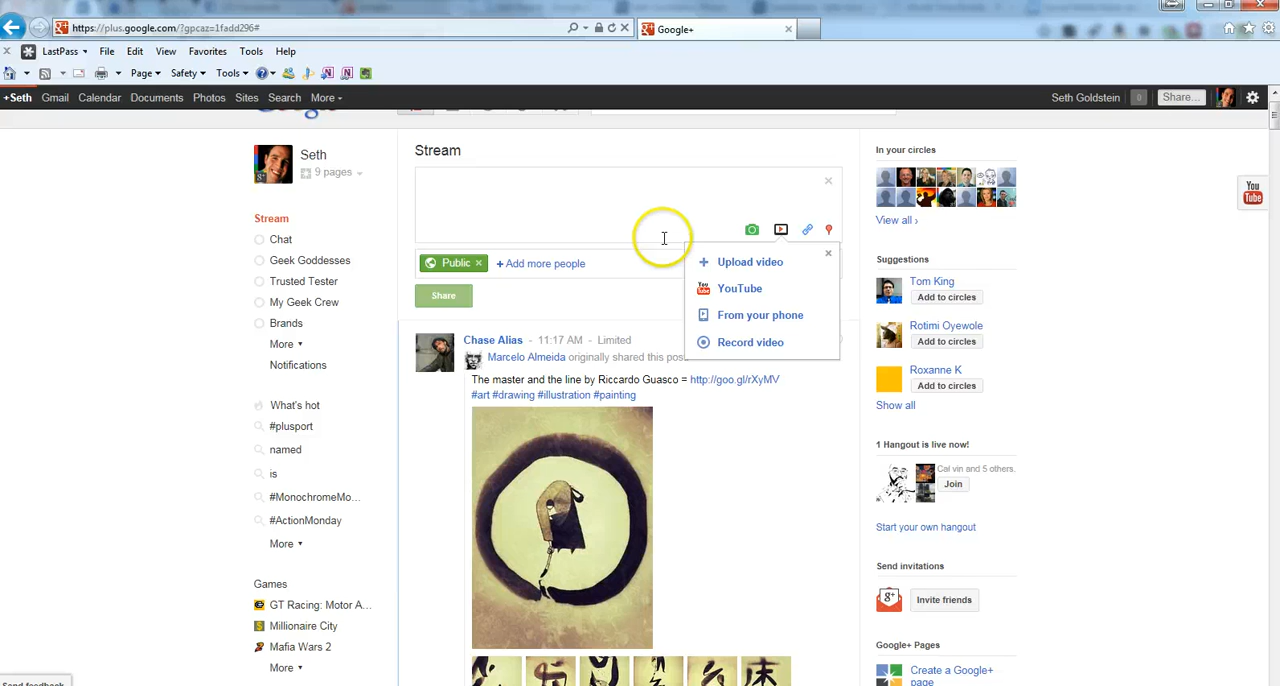 https://plus.google.com/?gpcaz=1fadd296#
Google+
LastPass File Edit View Favorites Tools Help
Page Safety Tools
+Seth Gmail Calendar Documents Photos Sites Search More
Seth Goldstein 0 Share...
Seth
9 pages
Stream
Chat
Geek Goddesses
Trusted Tester
My Geek Crew
Brands
More
Notifications
What's hot
#plusport
named
is
#MonochromeMo...
#ActionMonday
More
Games
GT Racing: Motor A...
Millionaire City
Mafia Wars 2
More
Send feedback
Stream
Public × + Add more people
Share
Upload video
YouTube
From your phone
Record video
Chase Alias - 11:17 AM - Limited
Marcelo Almeida originally shared this post
The master and the line by Riccardo Guasco = http://goo.gl/rXyMV
#art #drawing #illustration #painting
In your circles
View all ›
Suggestions
Tom King
Add to circles
Rotimi Oyewole
Add to circles
Roxanne K
Add to circles
Show all
1 Hangout is live now!
Cal vin and 5 others.
Join
Start your own hangout
Send invitations
Invite friends
Google+ Pages
Create a Google+
page
You
Tube